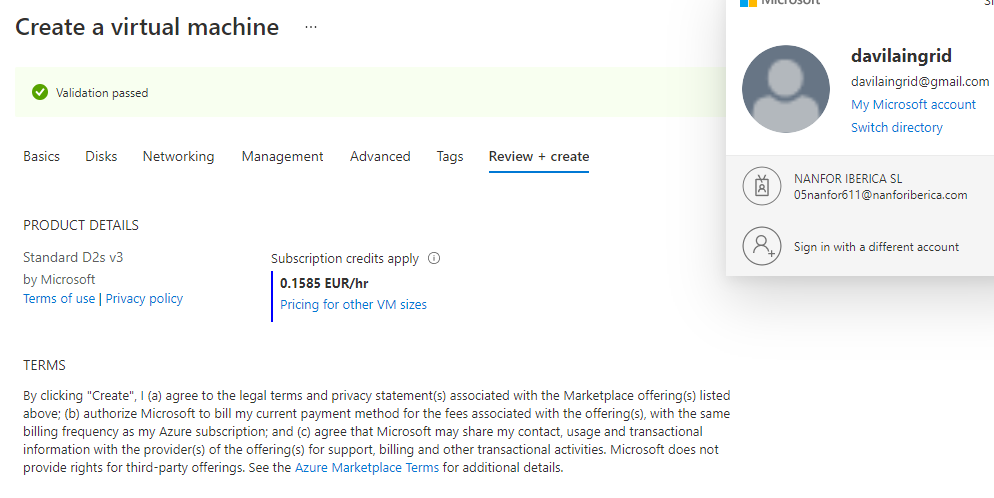 Create a virtual machine ...
Validation passed
Basics Disks Networking Management Advanced Tags Review + create
PRODUCT DETAILS
Standard D2s v3
by Microsoft
Terms of use | Privacy policy
Subscription credits apply
0.1585 EUR/hr
Pricing for other VM sizes
TERMS
By clicking "Create", I (a) agree to the legal terms and privacy statement(s) associated with the Marketplace offering(s) listed
above; (b) authorize Microsoft to bill my current payment method for the fees associated with the offering(s), with the same
billing frequency as my Azure subscription; and (c) agree that Microsoft may share my contact, usage and transactional
information with the provider(s) of the offering(s) for support, billing and other transactional activities. Microsoft does not
provide rights for third-party offerings. See the Azure Marketplace Terms for additional details.
Microsoft
davilaingrid
davilaingrid@gmail.com
My Microsoft account
Switch directory
NANFOR IBERICA SL
05nanfor611@nanforiberica.com
Sign in with a different account